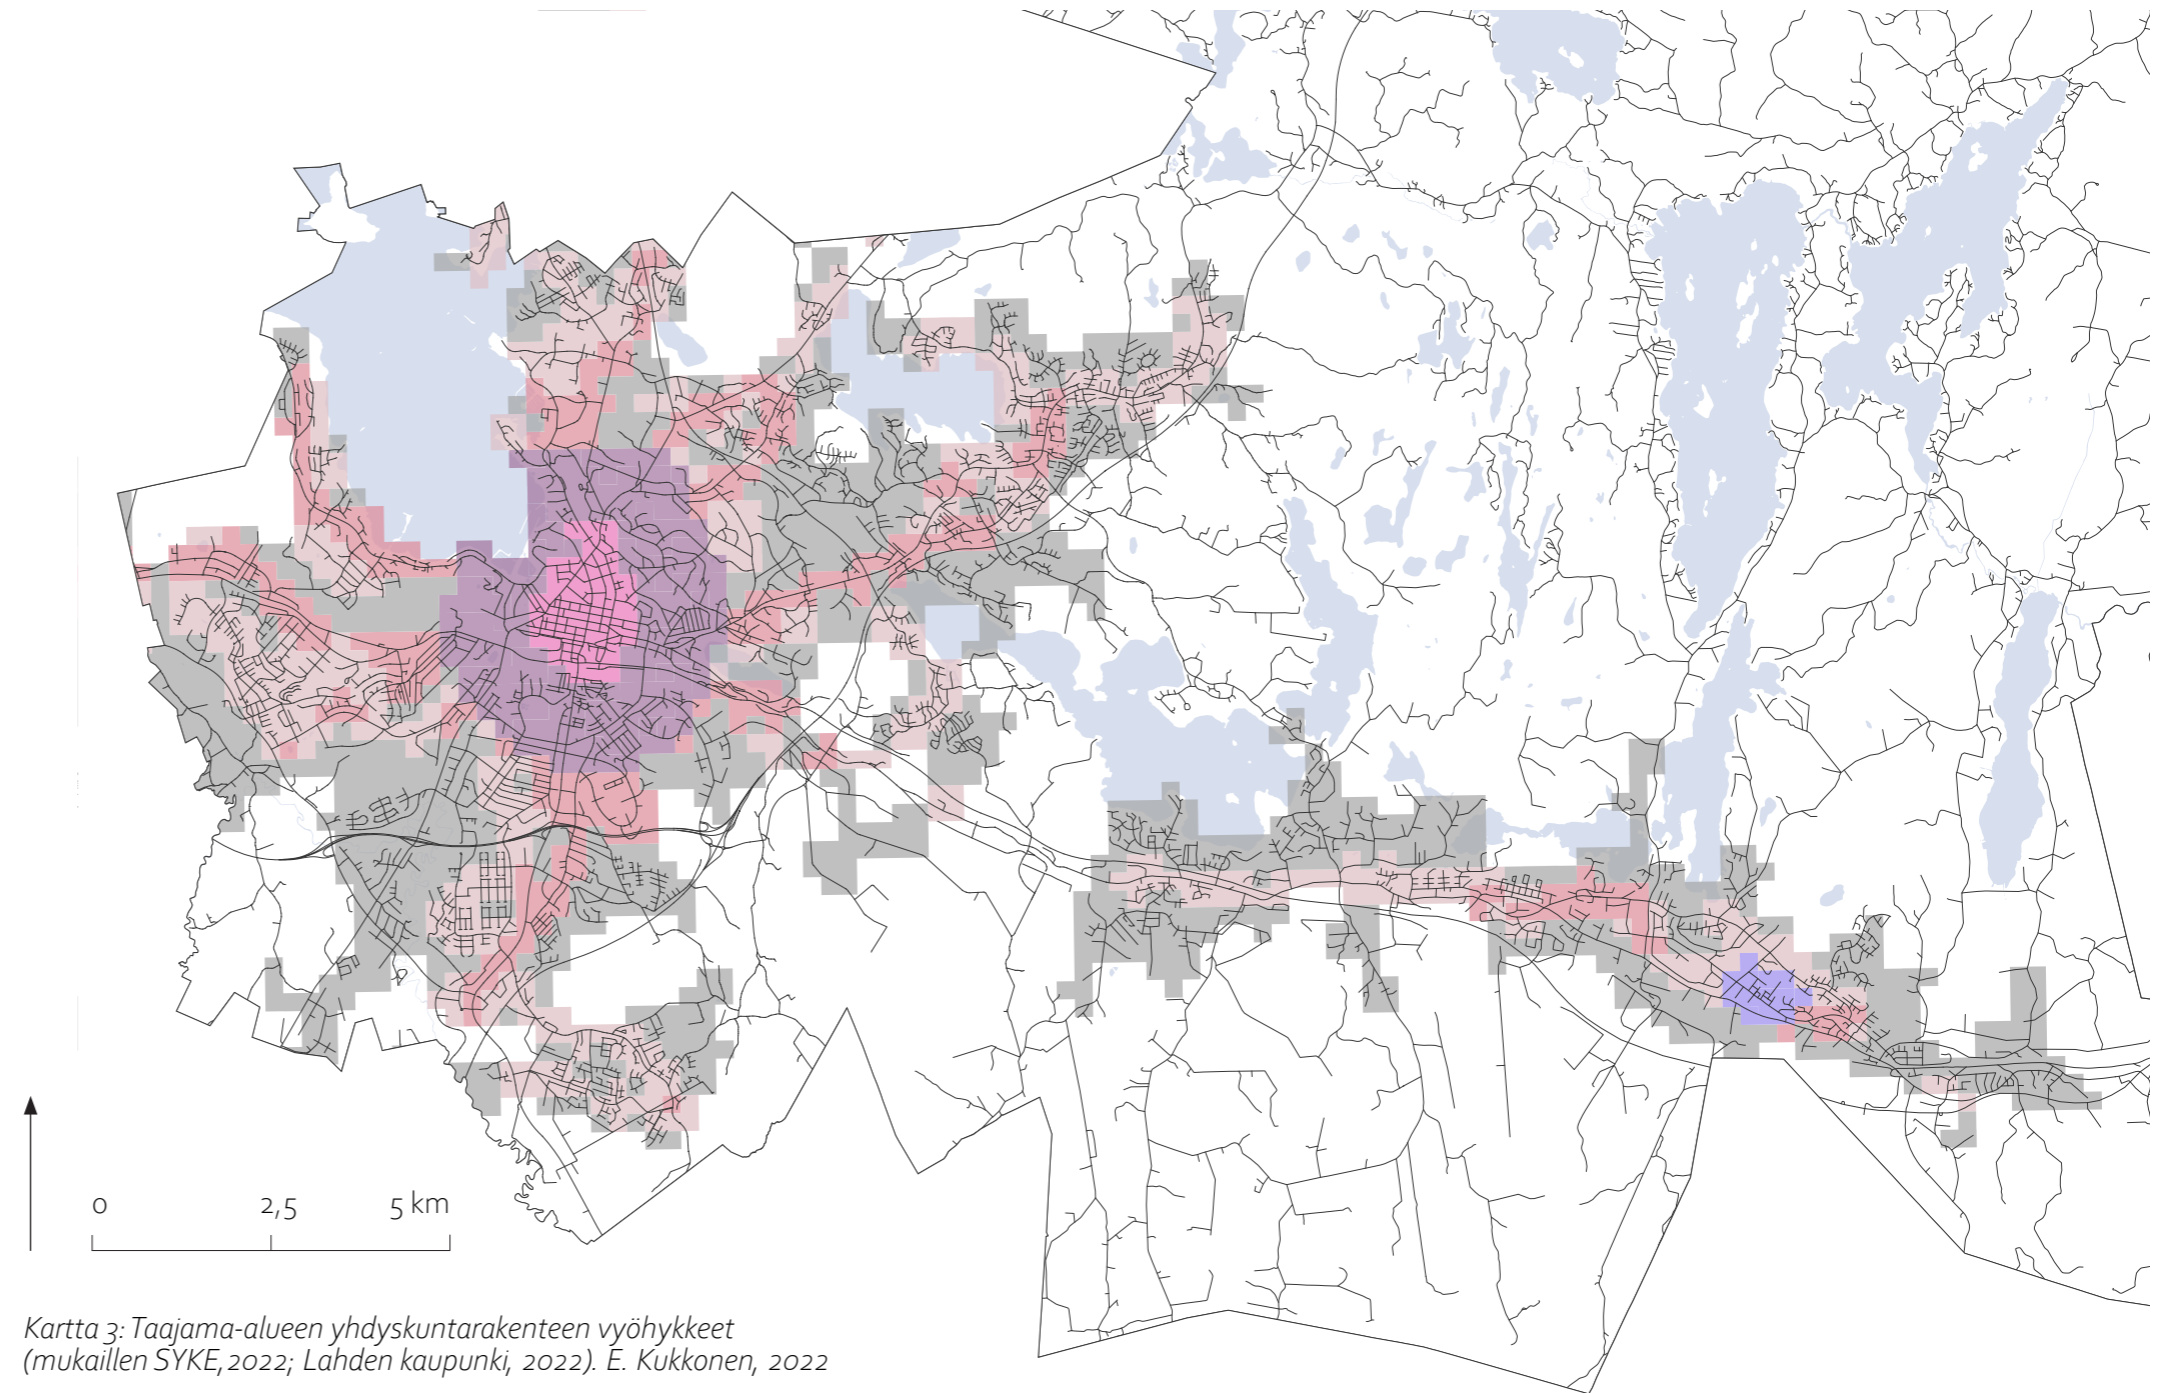 0 2,5 5 km
Kartta 3: Taajama-alueen yhdyskuntarakenteen vyöhykkeet
(mukaillen SYKE,2022; Lahden kaupunki, 2022). E. Kukkonen, 2022